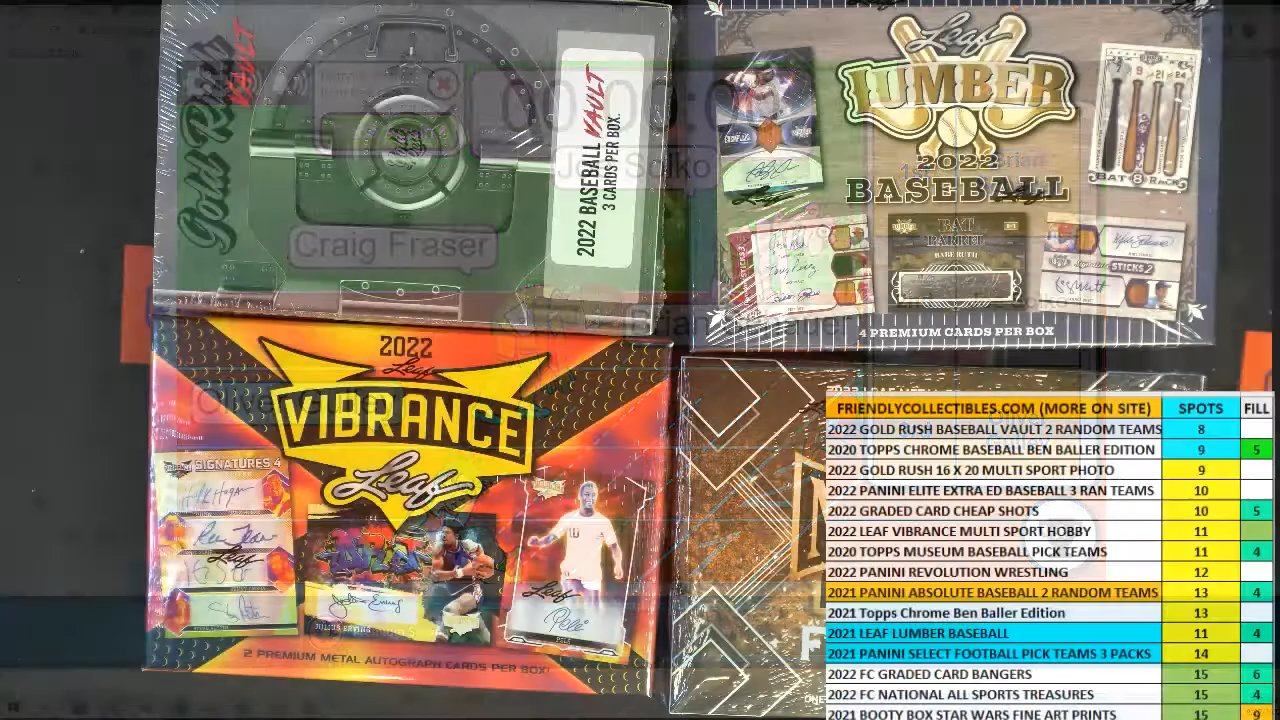 Gold Rush
VAULT
2022 BASEBALL VAULT
3 CARDS PER BOX.
Craig Fraser
Leaf
LUMBER
2022
BASEBALL
BAT RACK 8
BAT
BARREL
BABE RUTH
STICKS 2
4 PREMIUM CARDS PER BOX
2022
Leaf
VIBRANCE
Leaf
SIGNATURES 4
JULIUS ERVING
2 PREMIUM METAL AUTOGRAPH CARDS PER BOX!
FRIENDLYCOLLECTIBLES.COM (MORE ON SITE) SPOTS FILL
2022 GOLD RUSH BASEBALL VAULT 2 RANDOM TEAMS 8
2020 TOPPS CHROME BASEBALL BEN BALLER EDITION 9 5
2022 GOLD RUSH 16 X 20 MULTI SPORT PHOTO 9
2022 PANINI ELITE EXTRA ED BASEBALL 3 RAN TEAMS 10
2022 GRADED CARD CHEAP SHOTS 10 5
2022 LEAF VIBRANCE MULTI SPORT HOBBY 11
2020 TOPPS MUSEUM BASEBALL PICK TEAMS 11 4
2022 PANINI REVOLUTION WRESTLING 12
2021 PANINI ABSOLUTE BASEBALL 2 RANDOM TEAMS 13 4
2021 Topps Chrome Ben Baller Edition 13
2021 LEAF LUMBER BASEBALL 11 4
2021 PANINI SELECT FOOTBALL PICK TEAMS 3 PACKS 14
2022 FC GRADED CARD BANGERS 15 6
2022 FC NATIONAL ALL SPORTS TREASURES 15 4
2021 BOOTY BOX STAR WARS FINE ART PRINTS 15 9